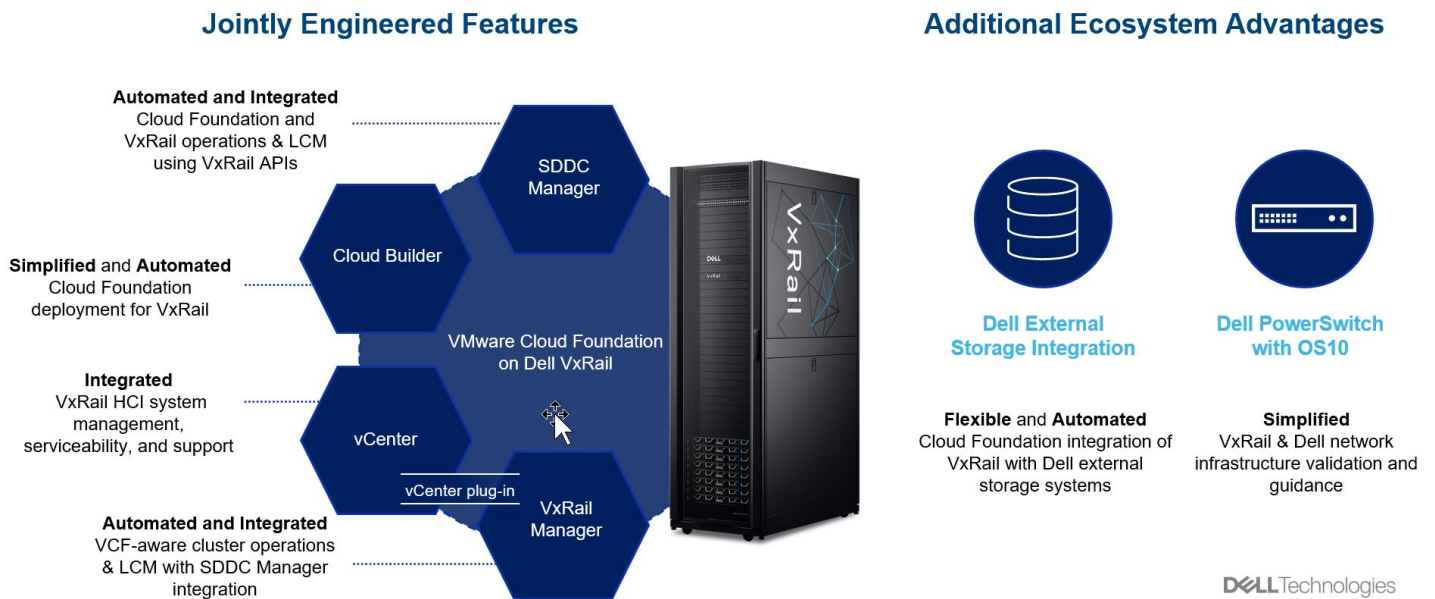 Jointly Engineered Features
Additional Ecosystem Advantages
Automated and Integrated
Cloud Foundation and
VxRail operations & LCM
using VxRail APIs
SDDC
Manager
Simplified and Automated
Cloud Foundation
deployment for VxRail
Cloud Builder
VMware Cloud Foundation
on Dell VxRail
Integrated
VxRail HCI system
management,
serviceability, and support
vCenter
vCenter plug-in
Automated and Integrated
VCF-aware cluster operations
& LCM with SDDC Manager
integration
VxRail
Manager
DELL
VxRail
VxRail
Dell External
Storage Integration
Flexible and Automated
Cloud Foundation integration of
VxRail with Dell external
storage systems
Dell PowerSwitch
with OS10
Simplified
VxRail & Dell network
infrastructure validation and
guidance
DELLTechnologies